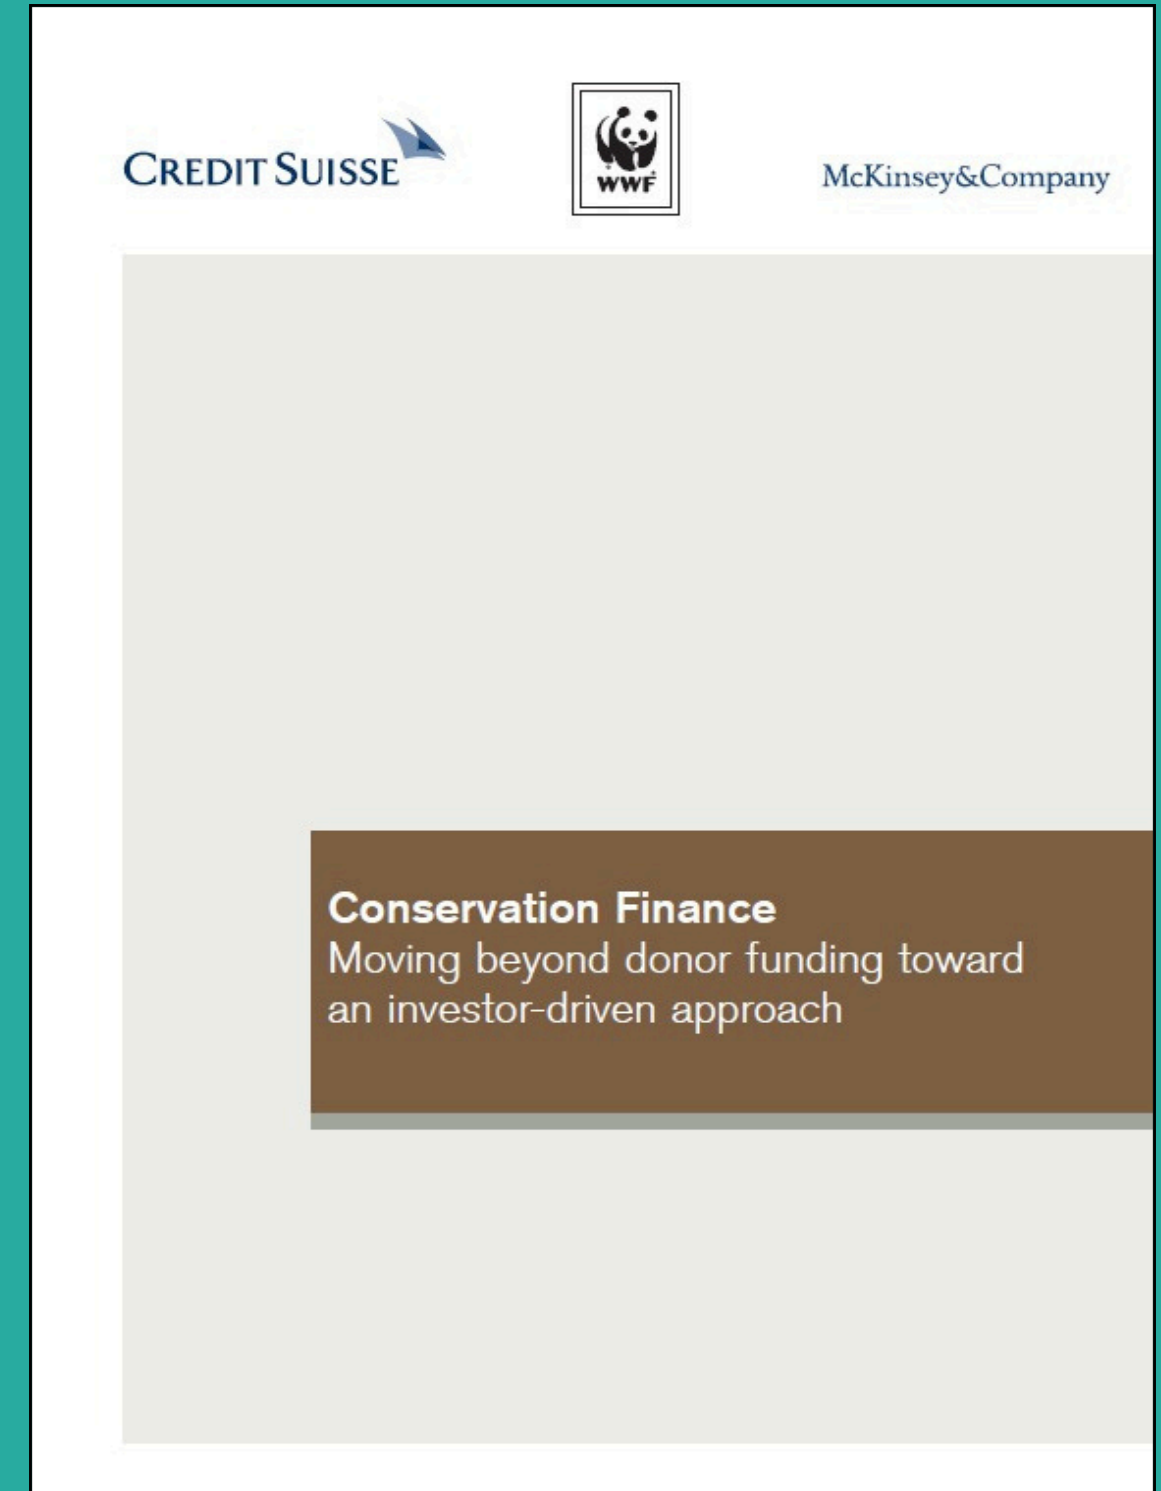 CREDIT SUISSE
WWF
McKinsey&Company
Conservation Finance
Moving beyond donor funding toward
an investor-driven approach